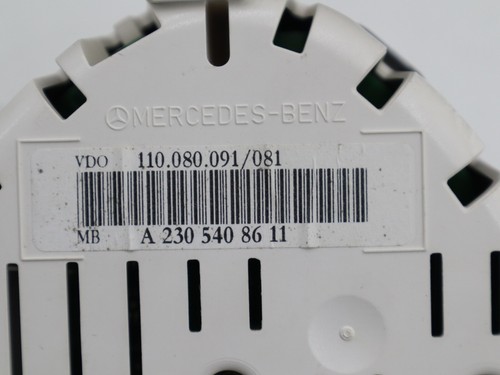 MERCEDES-BENZ
VDO 110.080.091/081
MB A 230 540 86 11